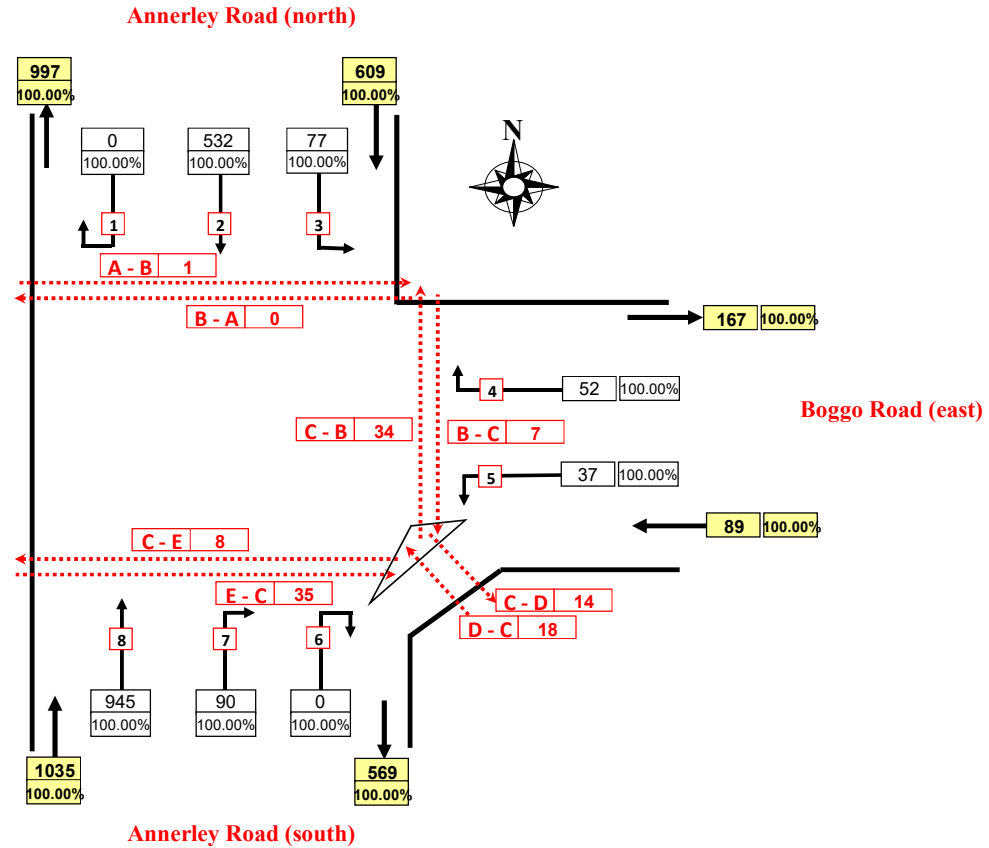 Annerley Road (north)
997
100.00%
609
100.00%
0
100.00%
532
100.00%
77
100.00%
N
1
2
3
A - B 1
B - A 0
167 100.00%
4 52 100.00%
Boggo Road (east)
C - B 34
B - C 7
5 37 100.00%
89 100.00%
C - E 8
E - C 35
C - D 14
D - C 18
8
7
6
945
100.00%
90
100.00%
0
100.00%
1035
100.00%
569
100.00%
Annerley Road (south)